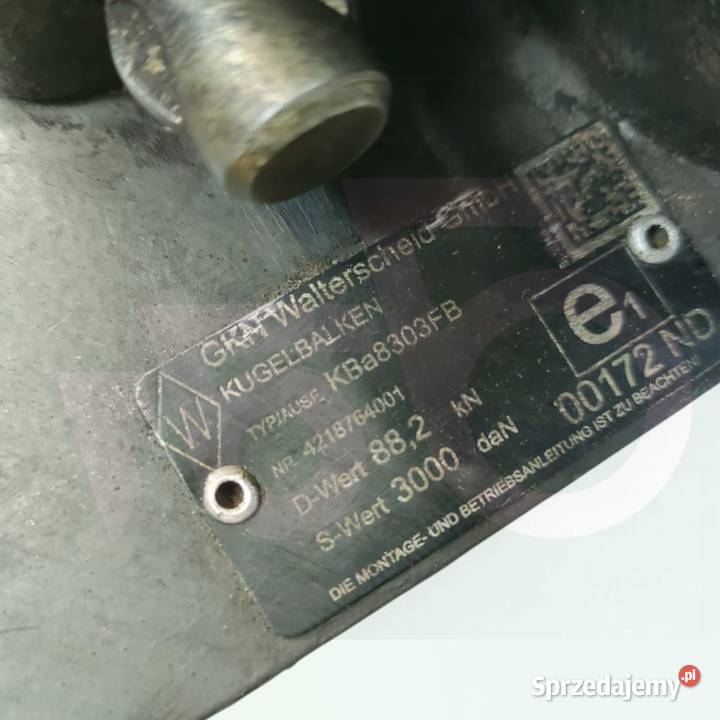 GKN Walterscheid GmbH
KUGELBALKEN
TYP/AUSF. KBa8303FB
NR. 4218764001
D-Wert 88,2 kN
S-Wert 3000 daN
e1
00172 ND
DIE MONTAGE- UND BETRIEBSANLEITUNG IST ZU BEACHTEN
W
Sprzedajemy.pl